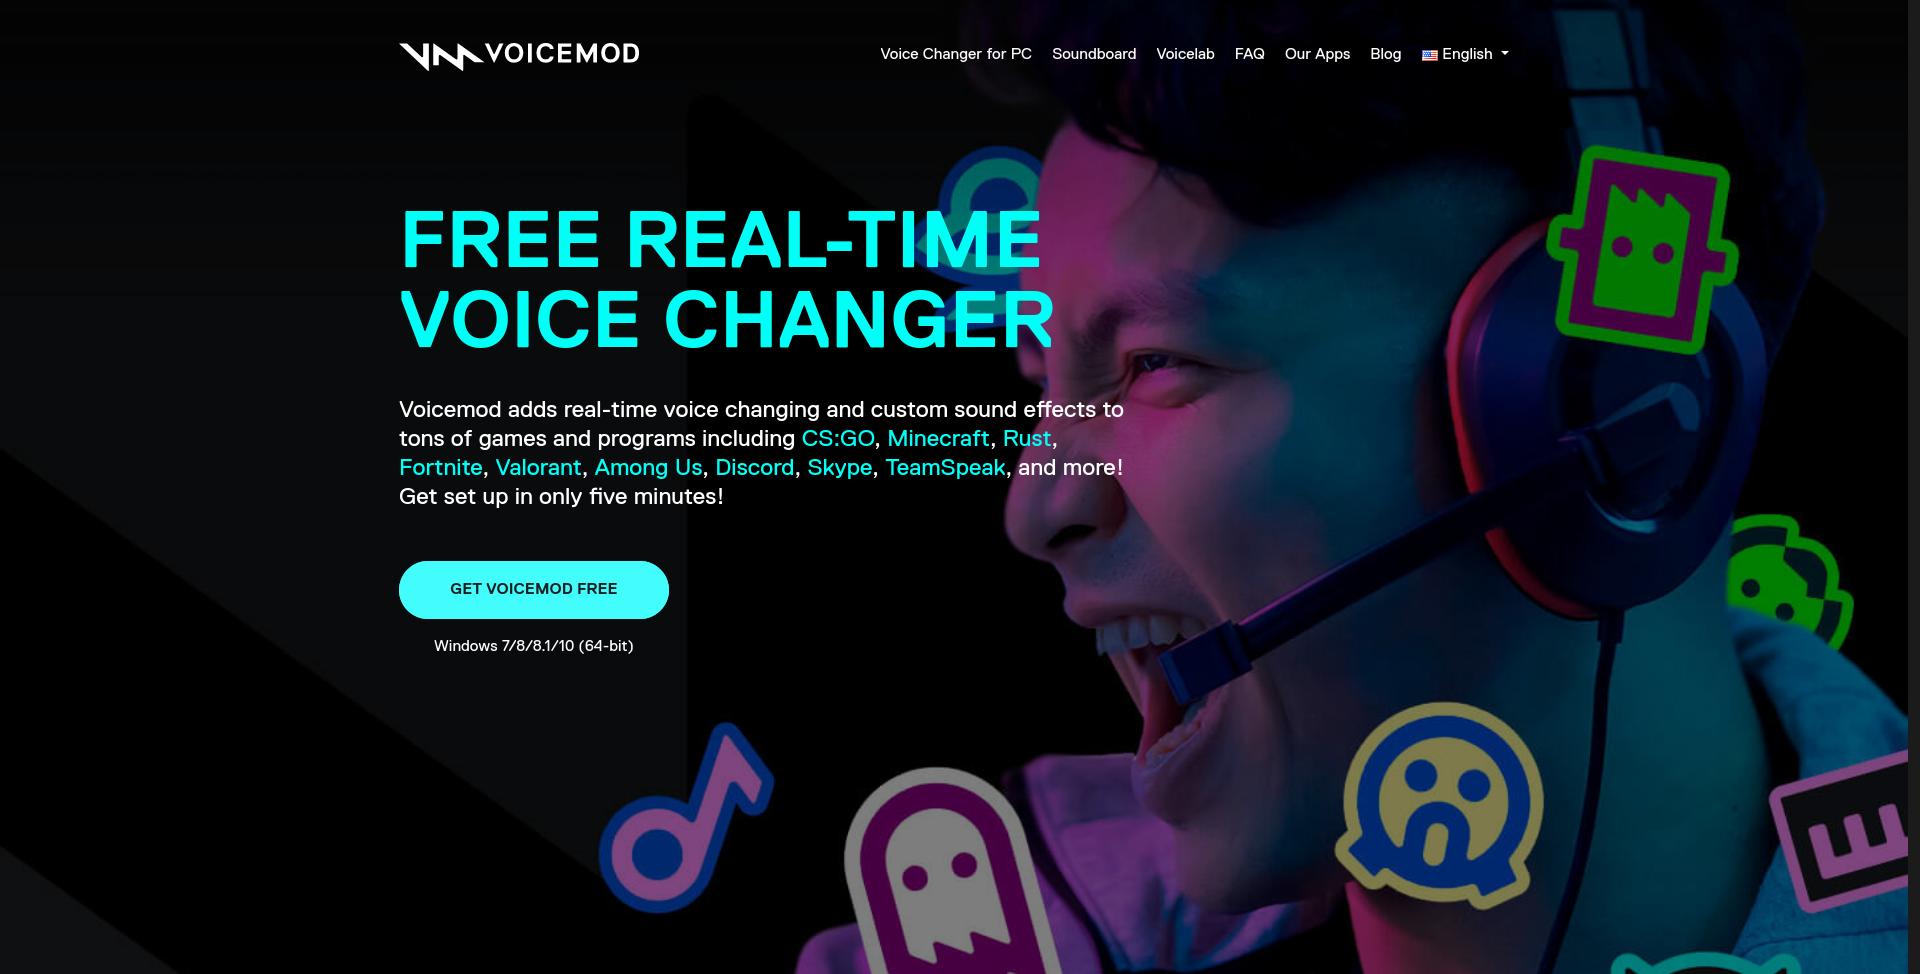 VOICEMOD
Voice Changer for PC
Soundboard
Voicelab
FAQ
Our Apps
Blog
English
FREE REAL-TIME
VOICE CHANGER
Voicemod adds real-time voice changing and custom sound effects to
tons of games and programs including CS:GO, Minecraft, Rust,
Fortnite, Valorant, Among Us, Discord, Skype, TeamSpeak, and more!
Get set up in only five minutes!
GET VOICEMOD FREE
Windows 7/8/8.1/10 (64-bit)